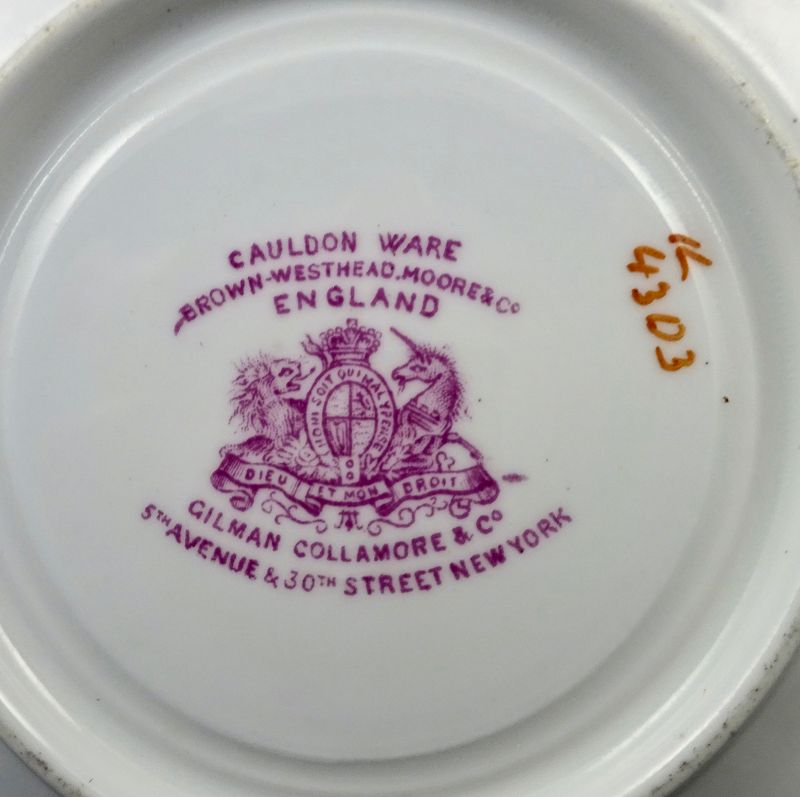 CAULDON WARE
BROWN-WESTHEAD.MOORE & Co
ENGLAND
HONI SOIT QUI MAL Y PENSE
DIEU ET MON DROIT
GILMAN COLLAMORE & Co
5TH AVENUE & 30TH STREET NEW YORK
4303